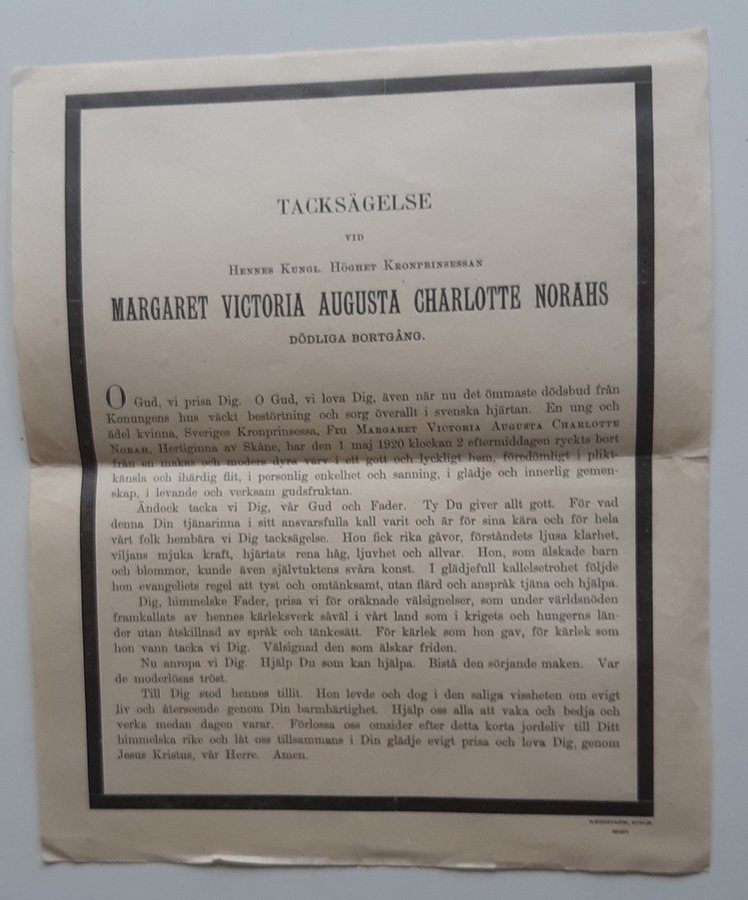 TACKSÄGELSE
VID
HENNES KUNGL. HÖGHET KRONPRINSESSAN
MARGARET VICTORIA AUGUSTA CHARLOTTE NORAHS
DÖDLIGA BORTGÅNG.
O Gud, vi prisa Dig. O Gud, vi lova Dig, även när nu det ömmaste dödsbud från
Konungens hus väckt bestörtning och sorg överallt i svenska hjärtan. En ung och
ädel kvinna, Sveriges Kronprinsessa, Fru MARGARET VICTORIA AUGUSTA CHARLOTTE
NORAH, Hertiginna av Skåne, har den 1 maj 1920 klockan 2 eftermiddagen ryckts bort
från en makas och moders dyra värv i ett gott och lyckligt hem, föredömligt i plikt-
känsla och ihärdig flit, i personlig enkelhet och sanning, i glädje och innerlig gemen-
skap, i levande och verksam gudsfruktan.
Ändock tacka vi Dig, vår Gud och Fader. Ty Du giver allt gott. För vad
denna Din tjänarinna i sitt ansvarsfulla kall varit och är för sina kära och för hela
vårt folk hembära vi Dig tacksägelse. Hon fick rika gåvor, förståndets ljusa klarhet,
viljans mjuka kraft, hjärtats rena håg, ljuvhet och allvar. Hon, som älskade barn
och blommor, kunde även självtuktens svåra konst. I glädjefull kallelsetrohet följde
hon evangeliets regel att tyst och omtänksamt, utan flärd och anspråk tjäna och hjälpa.
Dig, himmelske Fader, prisa vi för oräknade välsignelser, som under världsnöden
framkallats av hennes kärleksverk såväl i vårt land som i krigets och hungerns län-
der utan åtskillnad av språk och tänkesätt. För kärlek som hon gav, för kärlek som
hon vann tacka vi Dig. Välsignad den som älskar friden.
Nu anropa vi Dig. Hjälp Du som kan hjälpa. Bistå den sörjande maken. Var
de moderlösas tröst.
Till Dig stod hennes tillit. Hon levde och dog i den saliga vissheten om evigt
liv och återseende genom Din barmhärtighet. Hjälp oss alla att vaka och bedja och
verka medan dagen varar. Förlossa oss omsider efter detta korta jordeliv till Ditt
himmelska rike och låt oss tillsammans i Din glädje evigt prisa och lova Dig, genom
Jesus Kristus, vår Herre. Amen.